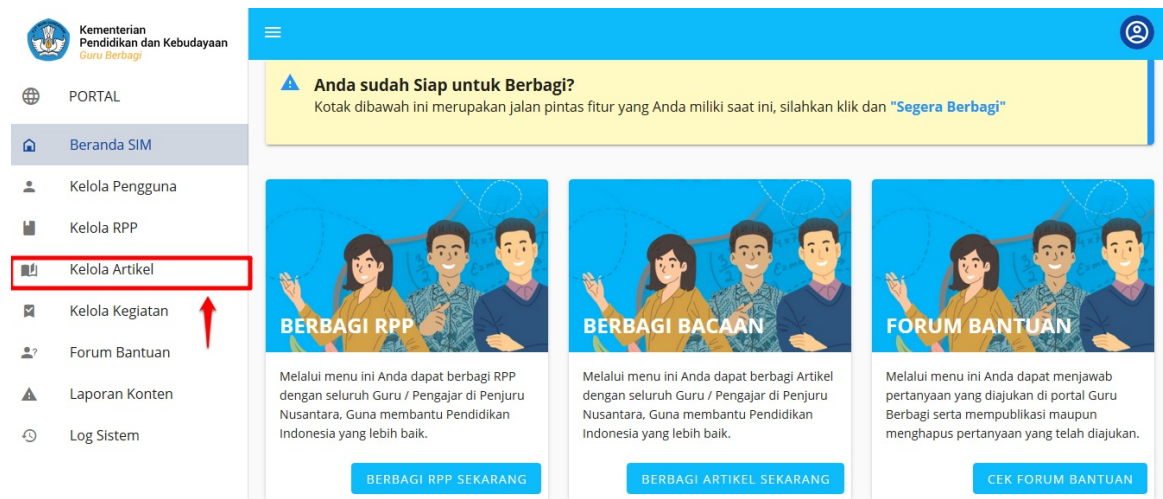 Kementerian
Pendidikan dan Kebudayaan
Guru Berbagi
PORTAL
Beranda SIM
Kelola Pengguna
Kelola RPP
Kelola Artikel
Kelola Kegiatan
Forum Bantuan
Laporan Konten
Log Sistem
Anda sudah Siap untuk Berbagi?
Kotak dibawah ini merupakan jalan pintas fitur yang Anda miliki saat ini, silahkan klik dan "Segera Berbagi"
BERBAGI RPP
Melalui menu ini Anda dapat berbagi RPP
dengan seluruh Guru / Pengajar di Penjuru
Nusantara, Guna membantu Pendidikan
Indonesia yang lebih baik.
BERBAGI RPP SEKARANG
BERBAGI BACAAN
Melalui menu ini Anda dapat berbagi Artikel
dengan seluruh Guru / Pengajar di Penjuru
Nusantara, Guna membantu Pendidikan
Indonesia yang lebih baik.
BERBAGI ARTIKEL SEKARANG
FORUM BANTUAN
Melalui menu ini Anda dapat menjawab
pertanyaan yang diajukan di portal Guru
Berbagi serta mempublikasi maupun
menghapus pertanyaan yang telah diajukan.
CEK FORUM BANTUAN